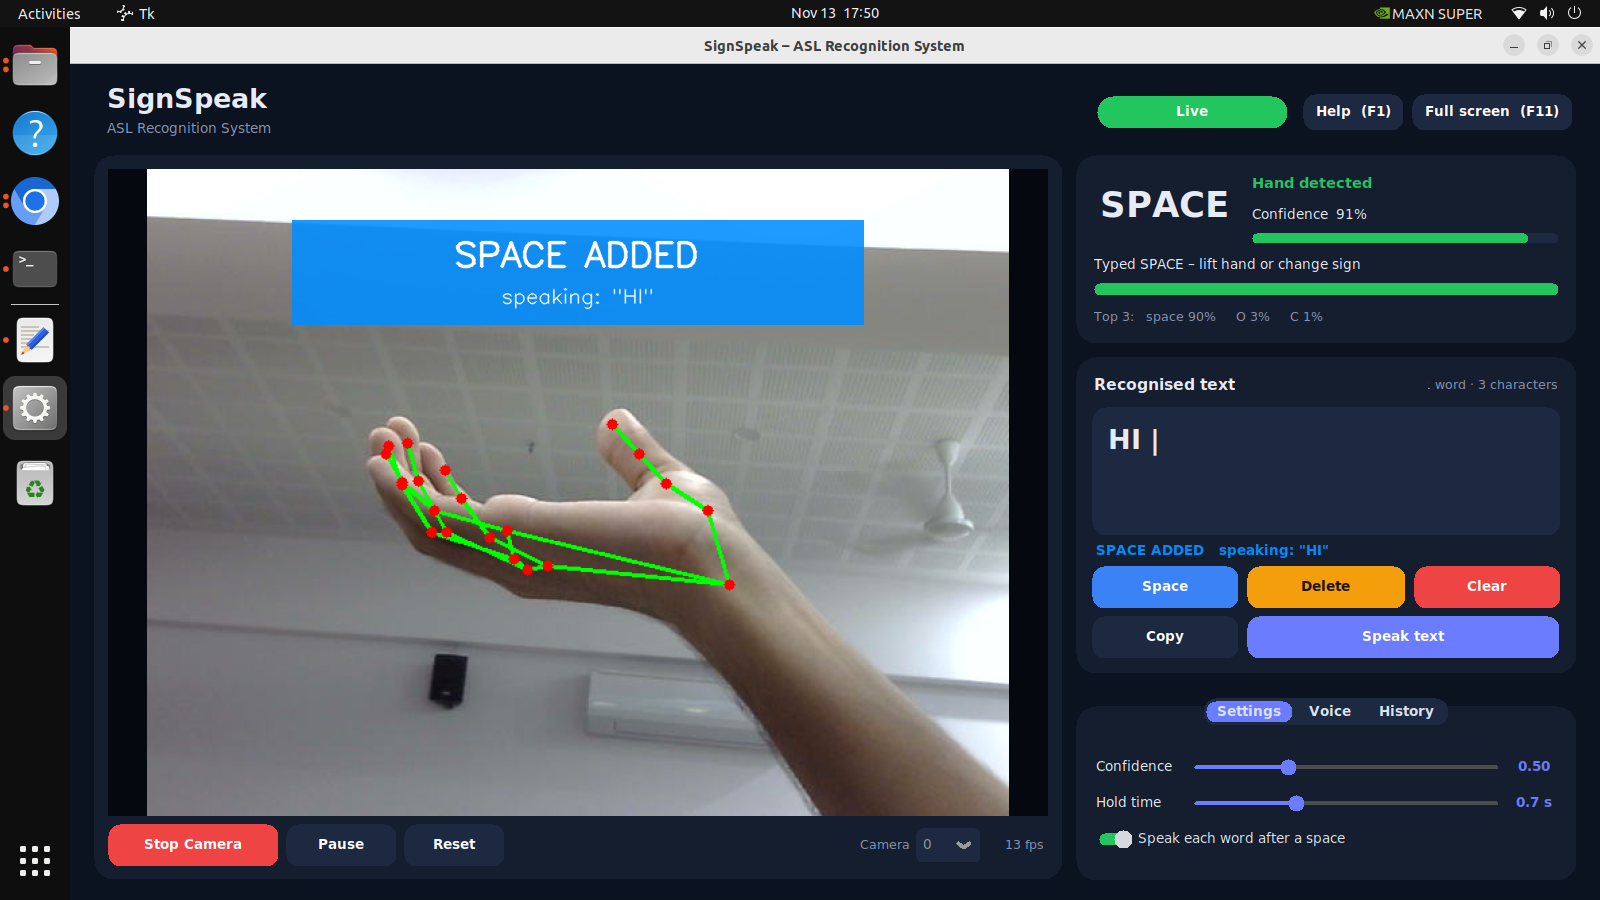 Activities Tk Nov 13 17:50 MAXN SUPER
SignSpeak – ASL Recognition System
SignSpeak
ASL Recognition System
Live Help (F1) Full screen (F11)
SPACE ADDED
speaking: "HI"
Stop Camera Pause Reset Camera 0 13 fps
SPACE
Hand detected
Confidence 91%
Typed SPACE – lift hand or change sign
Top 3: space 90% O 3% C 1%
Recognised text . word · 3 characters
HI |
SPACE ADDED speaking: "HI"
Space Delete Clear
Copy Speak text
Settings Voice History
Confidence 0.50
Hold time 0.7 s
Speak each word after a space